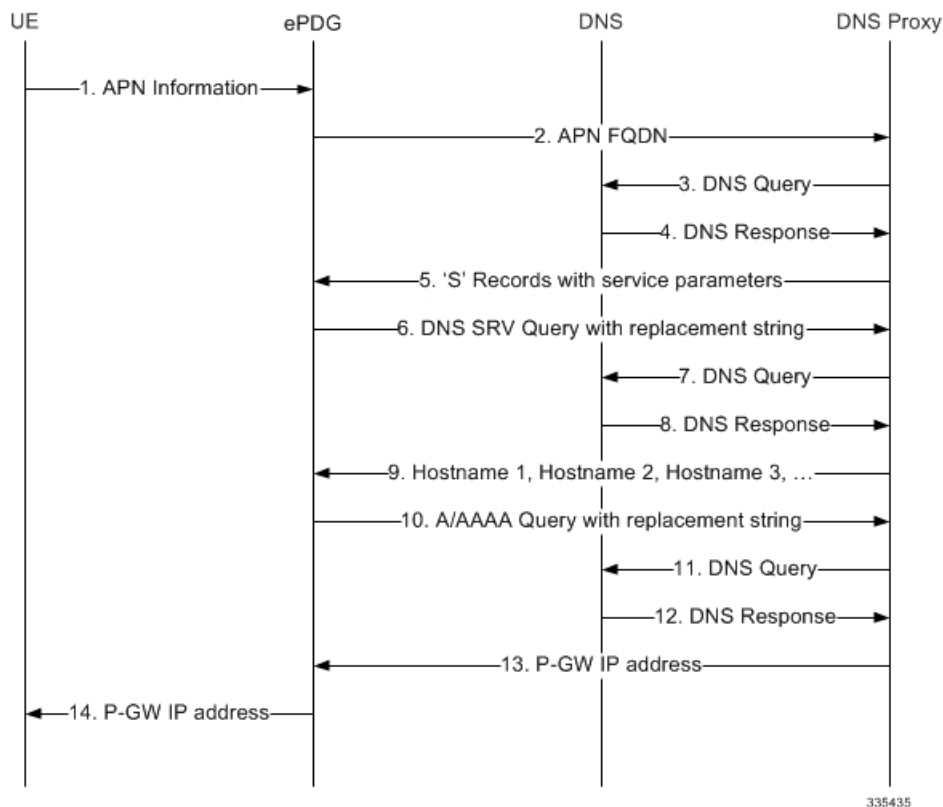 UE
ePDG
DNS
DNS Proxy
1. APN Information
2. APN FQDN
3. DNS Query
4. DNS Response
5. ‘S’ Records with service parameters
6. DNS SRV Query with replacement string
7. DNS Query
8. DNS Response
9. Hostname 1, Hostname 2, Hostname 3, …
10. A/AAAA Query with replacement string
11. DNS Query
12. DNS Response
13. P-GW IP address
14. P-GW IP address
335435